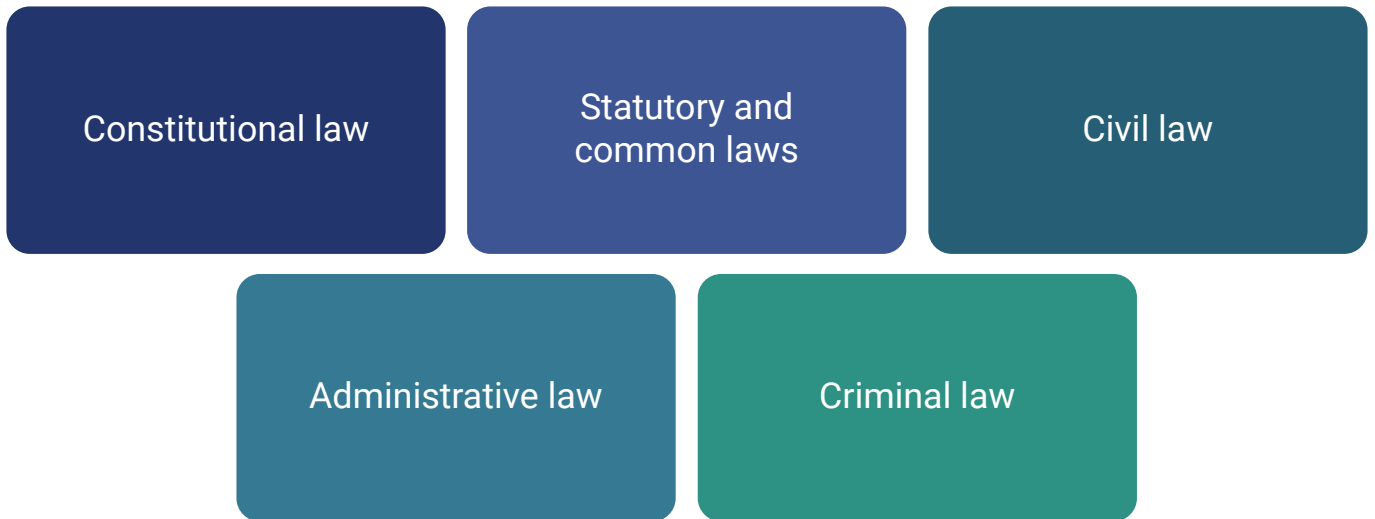 Constitutional law
Statutory and
common laws
Civil law
Administrative law
Criminal law